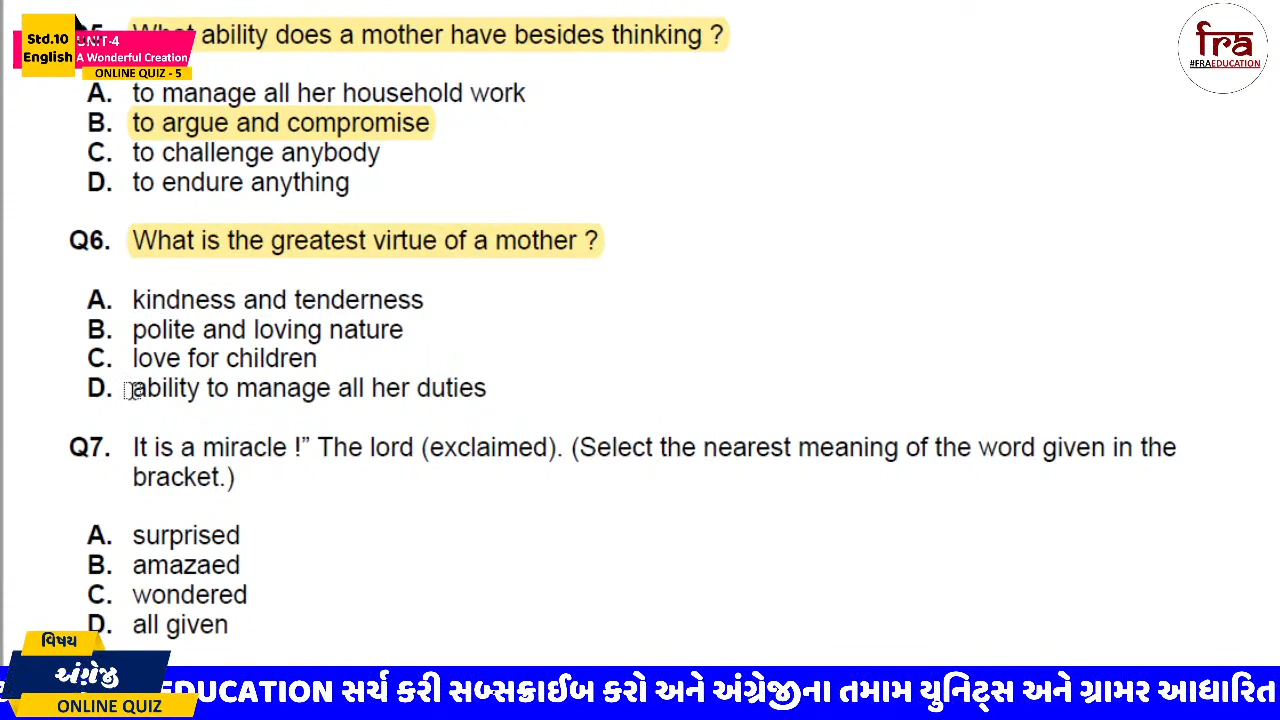 Std.10
English
UNIT-4
A Wonderful Creation
ONLINE QUIZ - 5
fra
#FRAEDUCATION
ability does a mother have besides thinking ?
A. to manage all her household work
B. to argue and compromise
C. to challenge anybody
D. to endure anything
Q6. What is the greatest virtue of a mother ?
A. kindness and tenderness
B. polite and loving nature
C. love for children
D. ability to manage all her duties
Q7. It is a miracle !” The lord (exclaimed). (Select the nearest meaning of the word given in the
bracket.)
A. surprised
B. amazaed
C. wondered
D. all given
વિષય
અંગ્રેજી
ONLINE QUIZ
EDUCATION સર્ચ કરી સબ્સક્રાઈબ કરો અને અંગ્રેજીના તમામ યુનિટ્સ અને ગ્રામર આધારિત